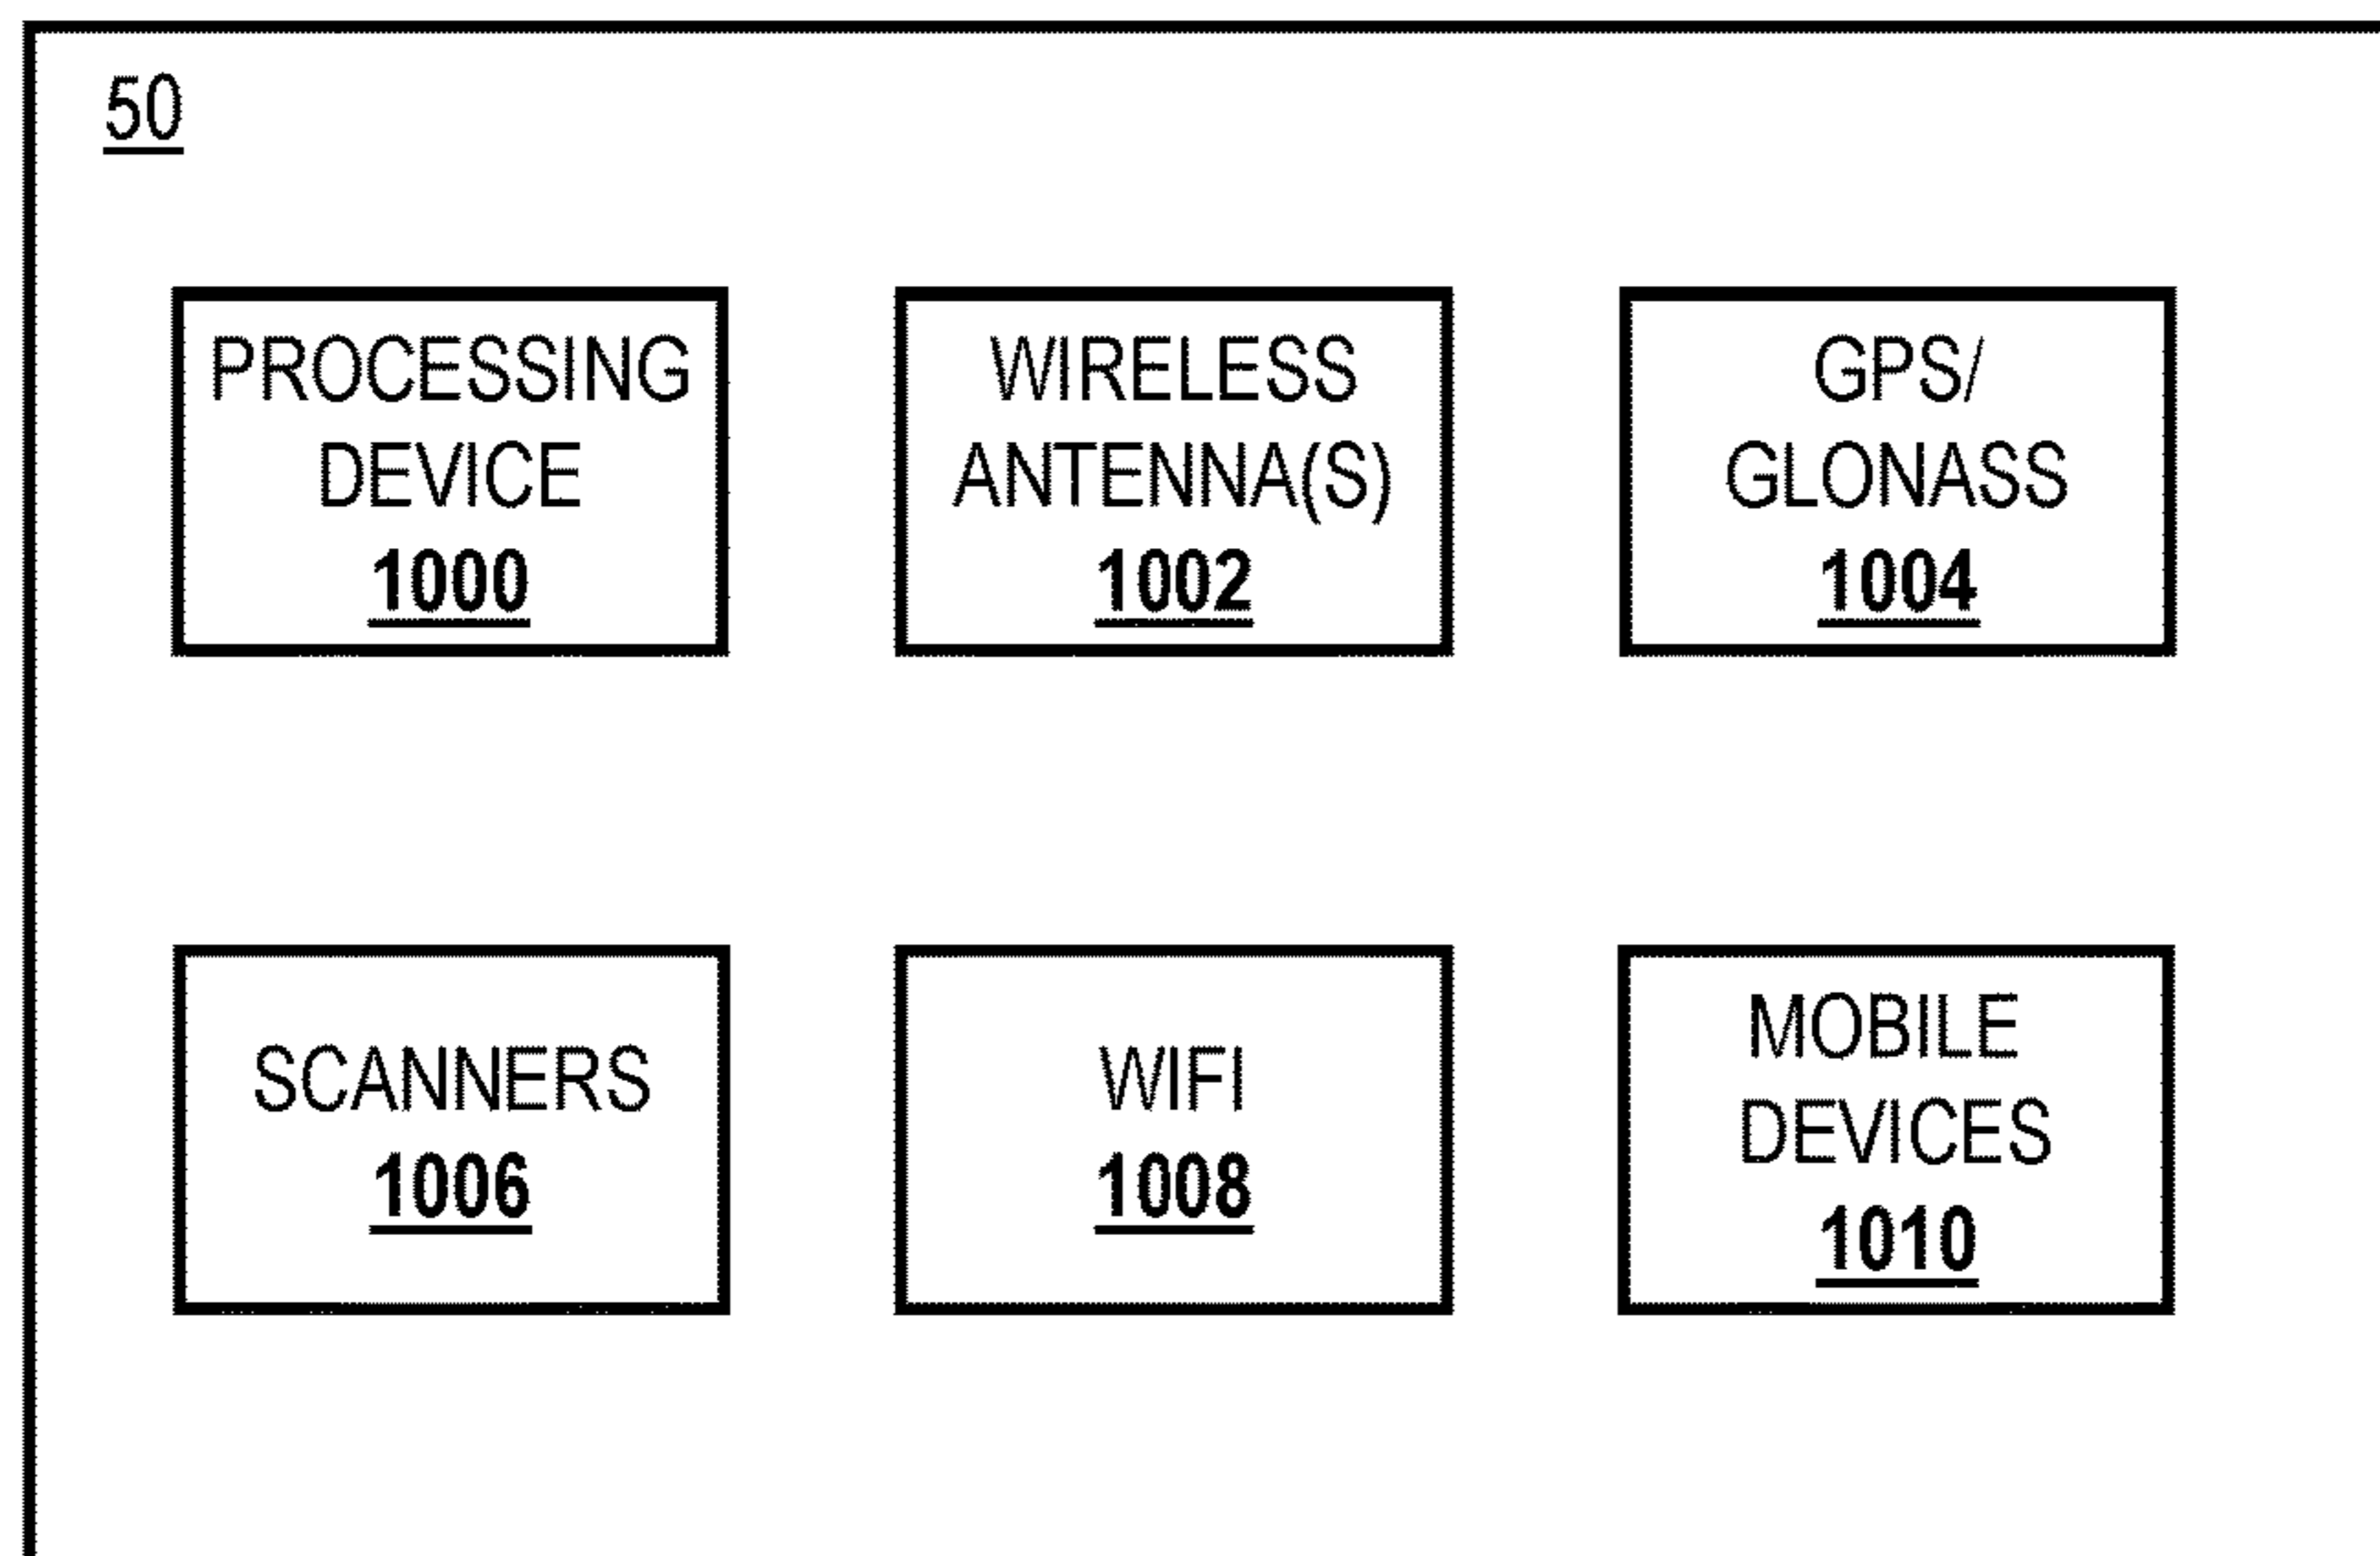 50
PROCESSING
DEVICE
1000
WIRELESS
ANTENNA(S)
1002
GPS/
GLONASS
1004
SCANNERS
1006
WIFI
1008
MOBILE
DEVICES
1010